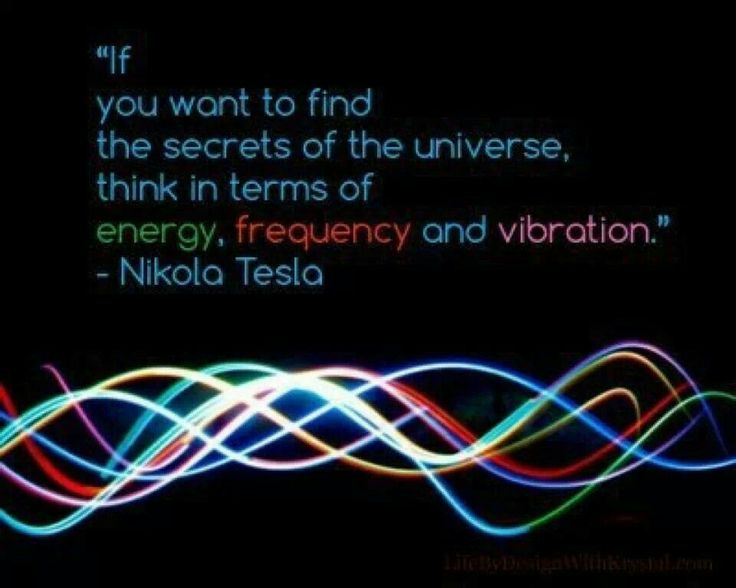 “If
you want to find
the secrets of the universe,
think in terms of
energy, frequency and vibration.”
- Nikola Tesla
LifeByDesignWithKrystal.com